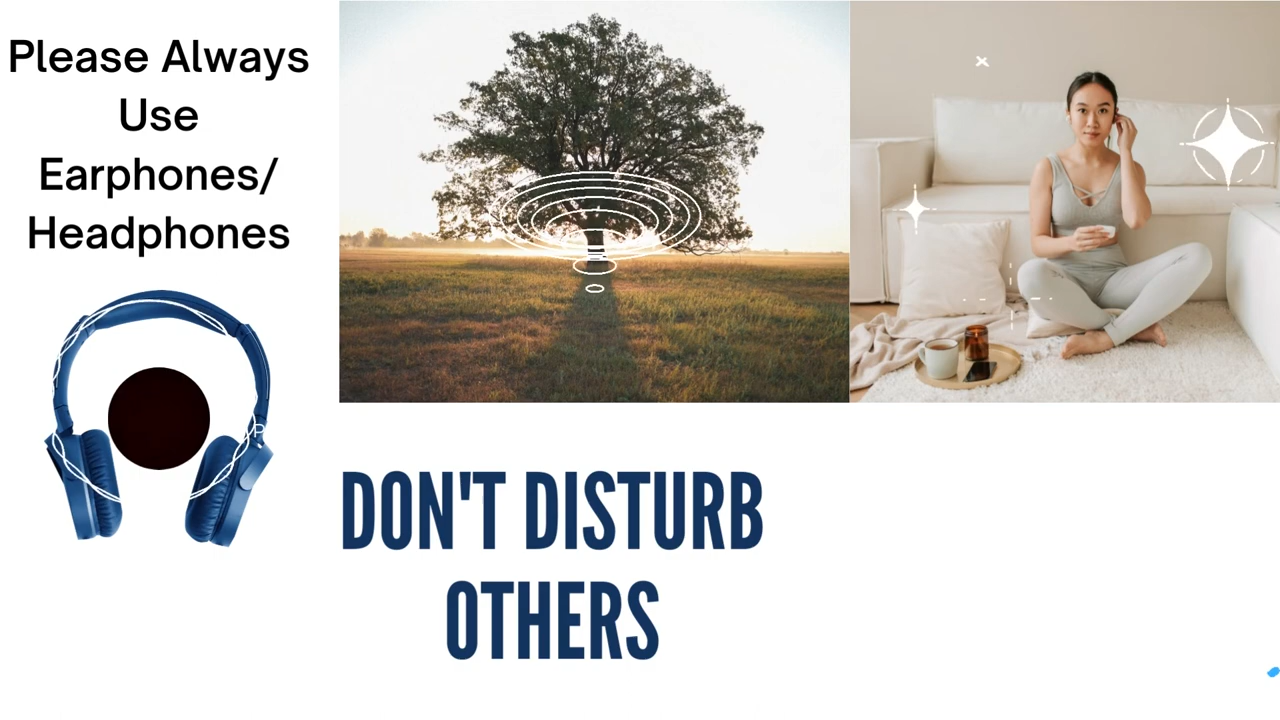 Please Always
Use
Earphones/
Headphones
P
DON'T DISTURB
OTHERS